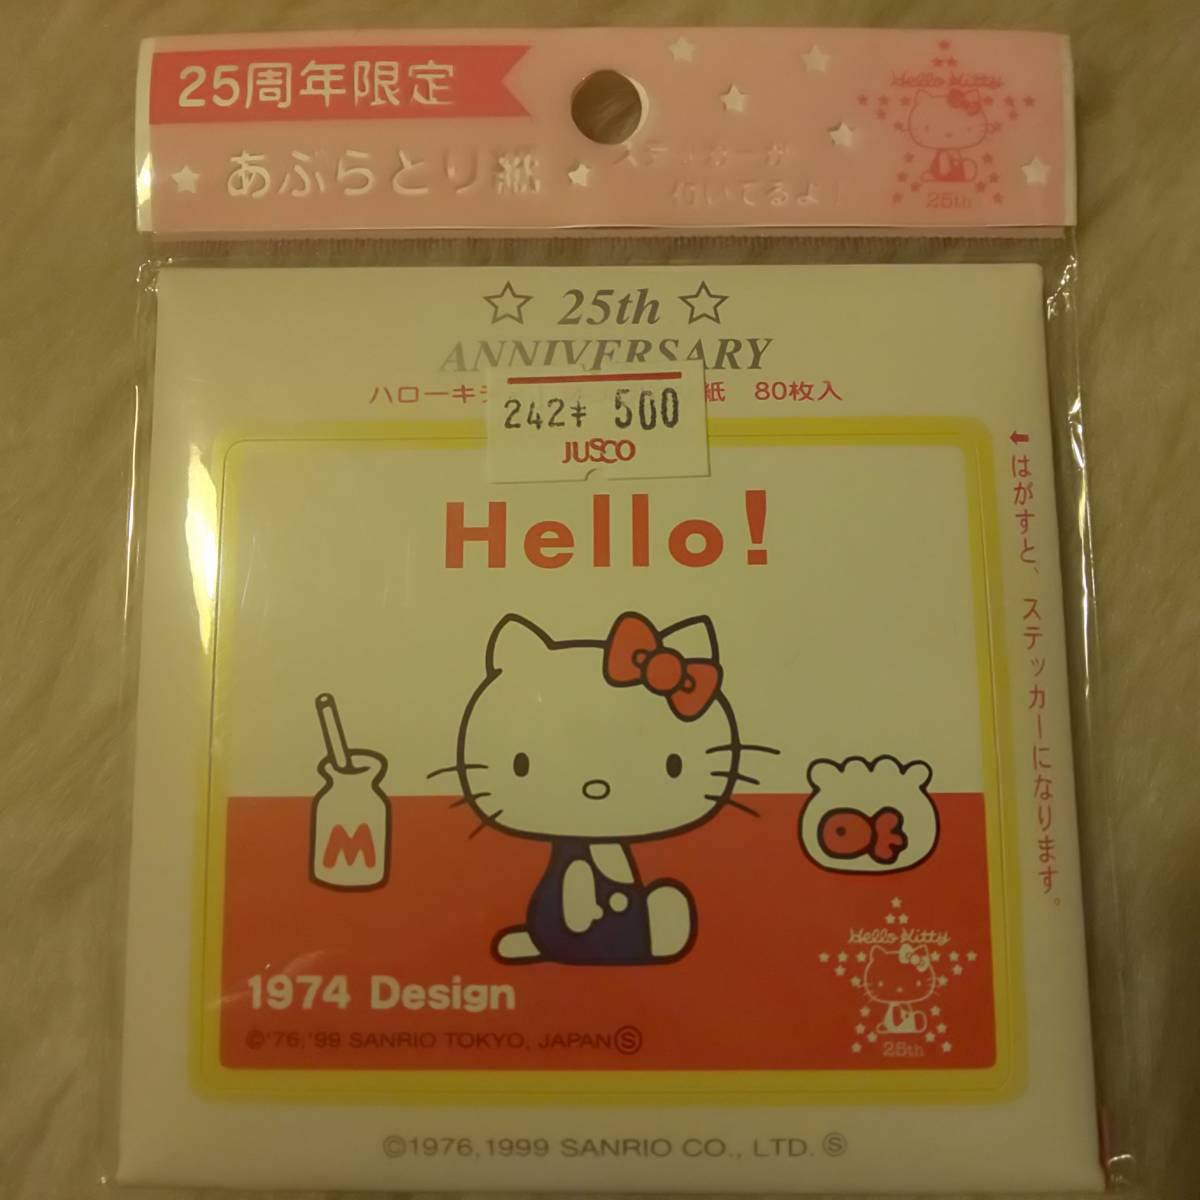 25周年限定
あぶらとり紙
ステッカーが
付いてるよ!
Hello Kitty
25th
25th
ANNIVERSARY
ハローキテ 紙 80枚入
242¥ 500
JUSCO
はがすと、ステッカーになります。
Hello!
M
Hello Kitty
25th
1974 Design
©'76,'99 SANRIO TOKYO, JAPAN Ⓢ
©1976,1999 SANRIO CO., LTD. Ⓢ